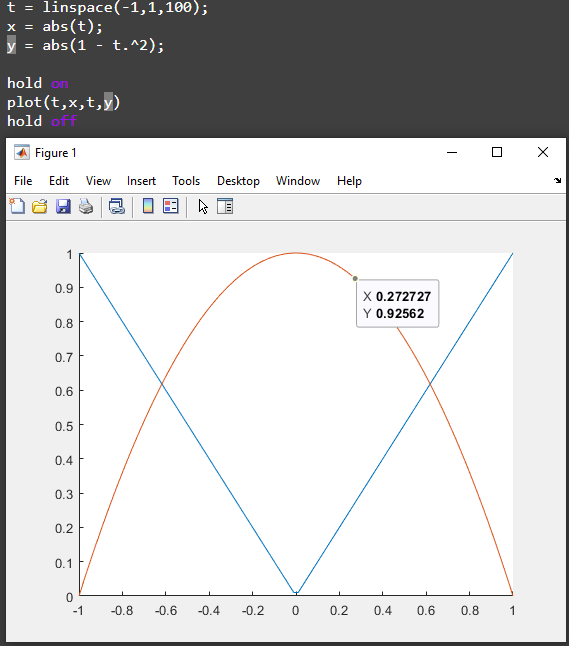 t = linspace(-1,1,100);
x = abs(t);
y = abs(1 - t.^2);
hold on
plot(t,x,t,y)
hold off
Figure 1
File Edit View Insert Tools Desktop Window Help
1
0.9
0.8
0.7
0.6
0.5
0.4
0.3
0.2
0.1
0
X 0.272727
Y 0.92562
-1 -0.8 -0.6 -0.4 -0.2 0 0.2 0.4 0.6 0.8 1